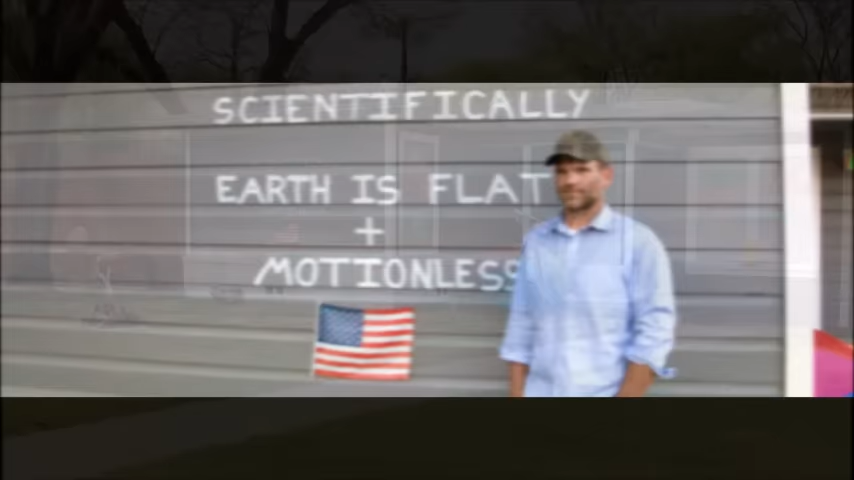 SCIENTIFICALLY
EARTH IS FLAT
+
MOTIONLESS